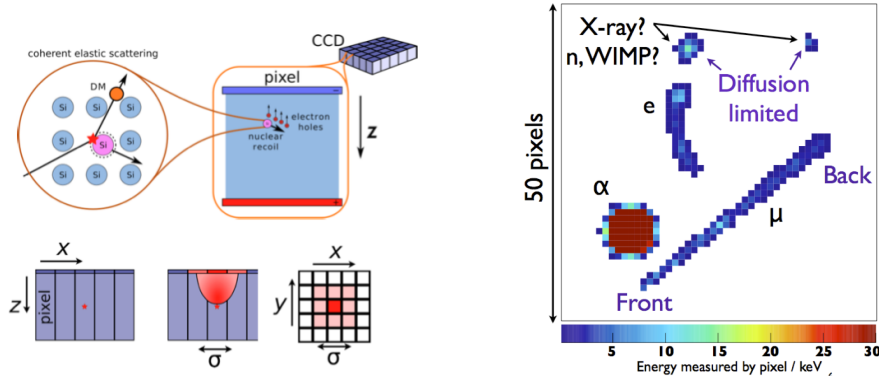 coherent elastic scattering
CCD
pixel
DM
Si Si Si
Si Si Si
Si Si Si
electron
holes
nuclear
recoil
z
−
+
x
z
pixel
σ
x
y
σ
50 pixels
X-ray?
n, WIMP?
Diffusion
limited
e
Back
α
μ
Front
5 10 15 20 25 30
Energy measured by pixel / keV